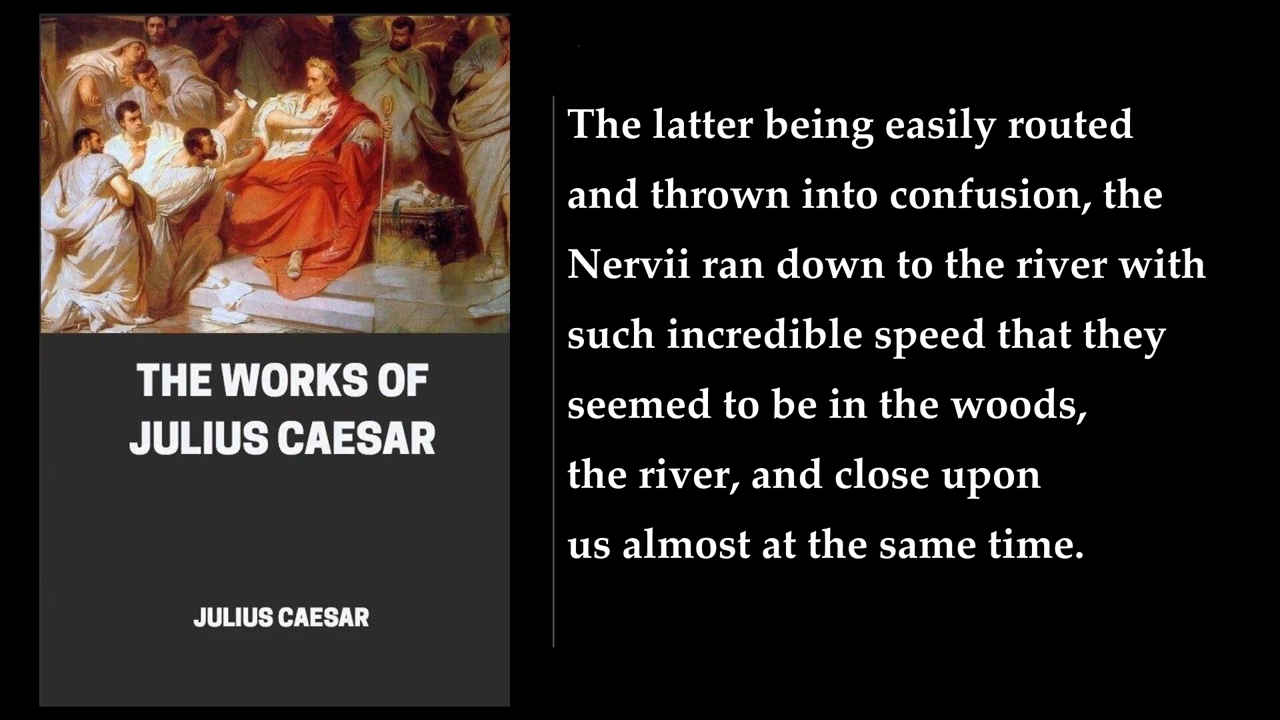 THE WORKS OF
JULIUS CAESAR
JULIUS CAESAR
The latter being easily routed
and thrown into confusion, the
Nervii ran down to the river with
such incredible speed that they
seemed to be in the woods,
the river, and close upon
us almost at the same time.